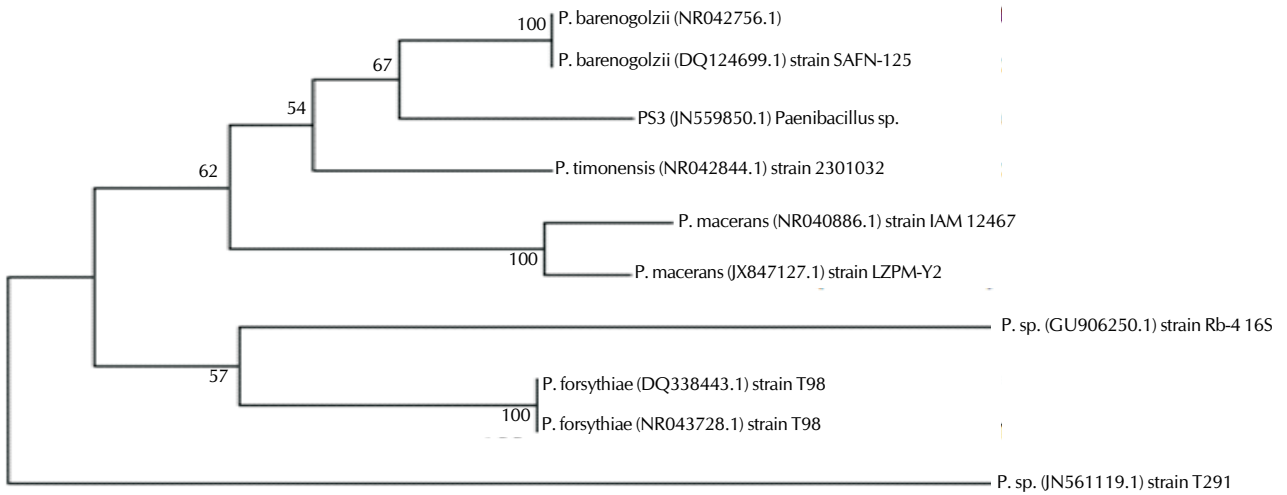 P. barenogolzii (NR042756.1)
100
P. barenogolzii (DQ124699.1) strain SAFN-125
67
PS3 (JN559850.1) Paenibacillus sp.
54
P. timonensis (NR042844.1) strain 2301032
62
P. macerans (NR040886.1) strain IAM 12467
100
P. macerans (JX847127.1) strain LZPM-Y2
P. sp. (GU906250.1) strain Rb-4 16S
57
P. forsythiae (DQ338443.1) strain T98
100
P. forsythiae (NR043728.1) strain T98
P. sp. (JN561119.1) strain T291